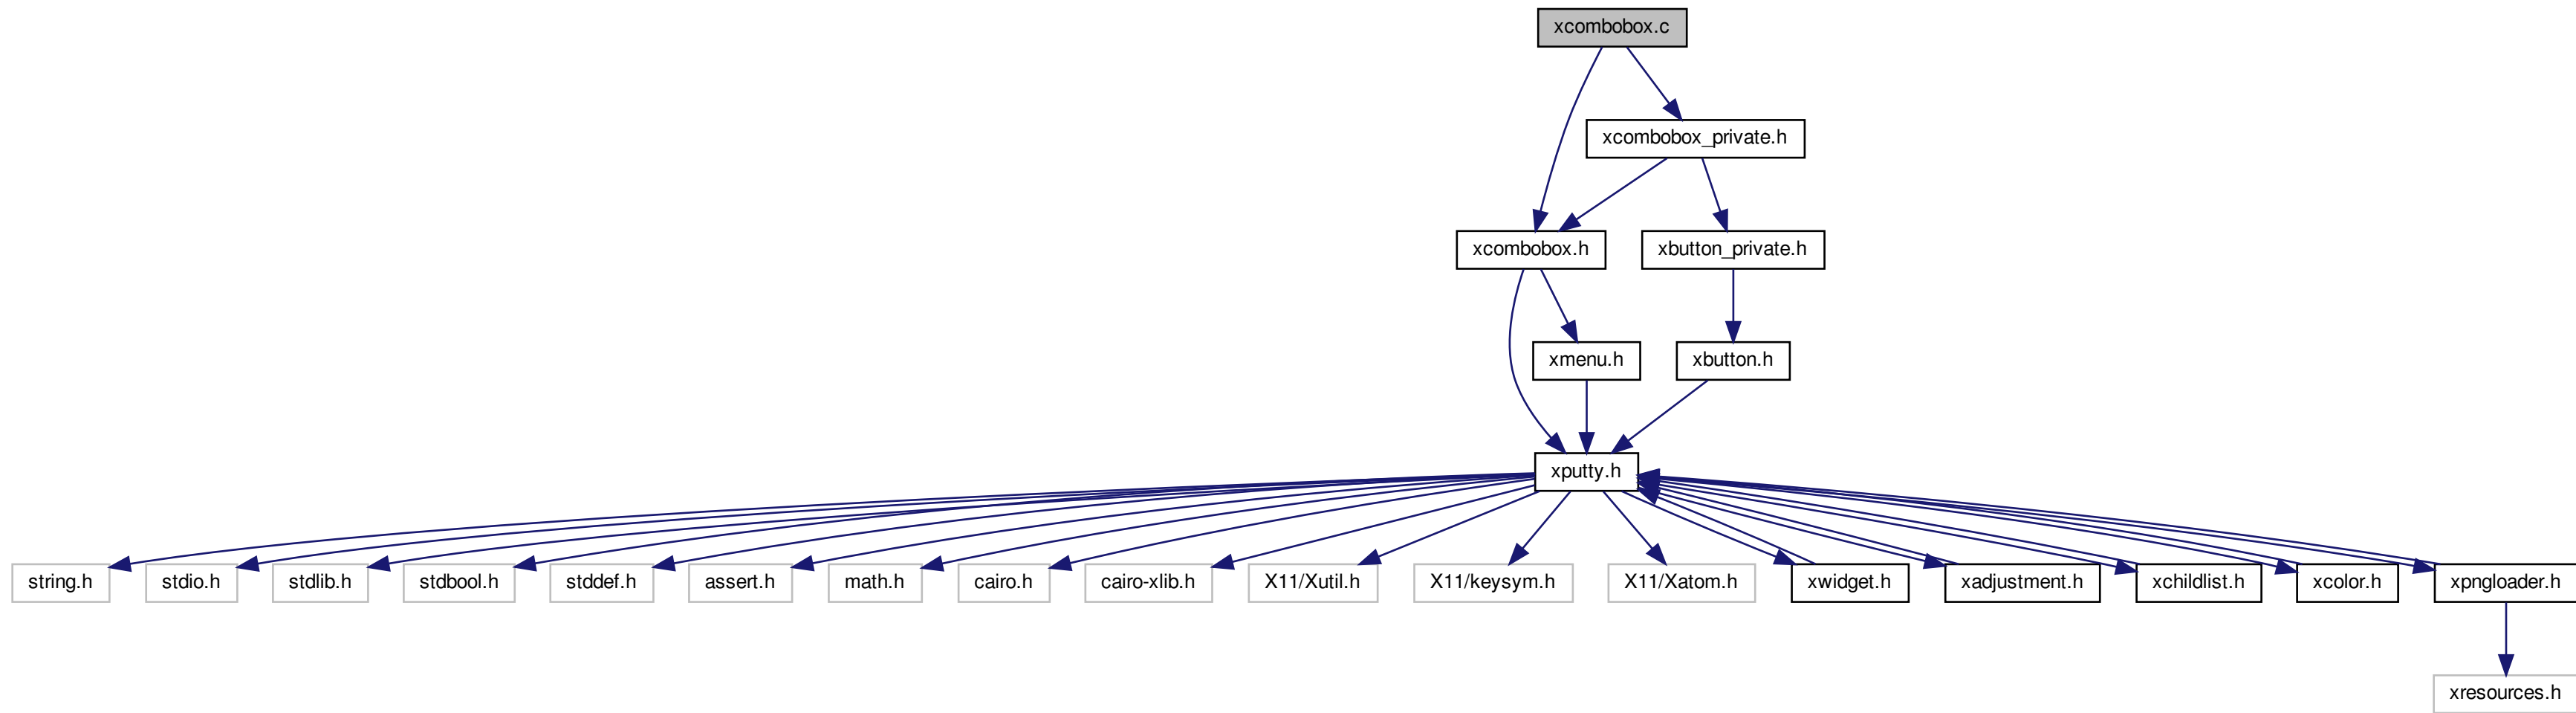 xcombobox.c
xcombobox_private.h
xcombobox.h
xbutton_private.h
xmenu.h
xbutton.h
xputty.h
string.h
stdio.h
stdlib.h
stdbool.h
stddef.h
assert.h
math.h
cairo.h
cairo-xlib.h
X11/Xutil.h
X11/keysym.h
X11/Xatom.h
xwidget.h
xadjustment.h
xchildlist.h
xcolor.h
xpngloader.h
xresources.h